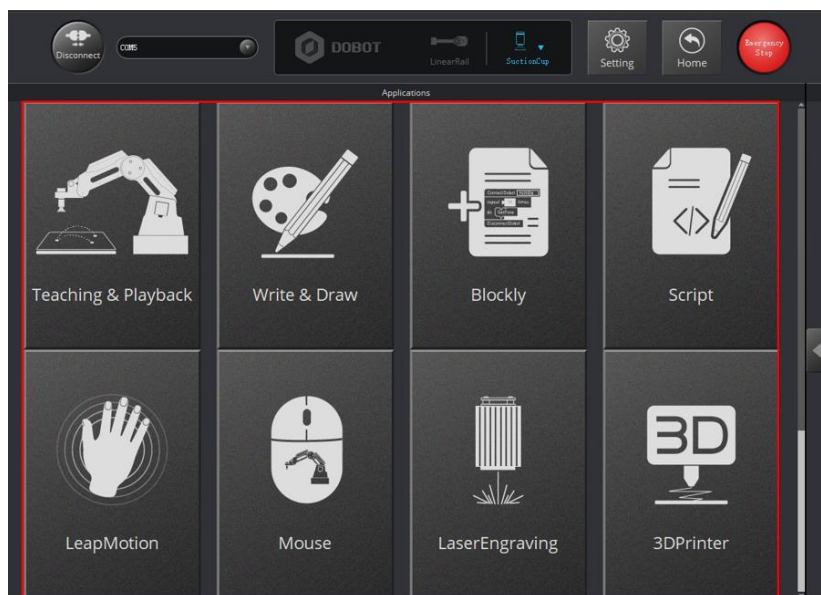 Disconnect
COM5
DOBOT
LinearRail
SuctionCup
Setting
Home
Emergency
Stop
Applications
Teaching & Playback
Write & Draw
Blockly
Script
3D
LeapMotion
Mouse
LaserEngraving
3DPrinter